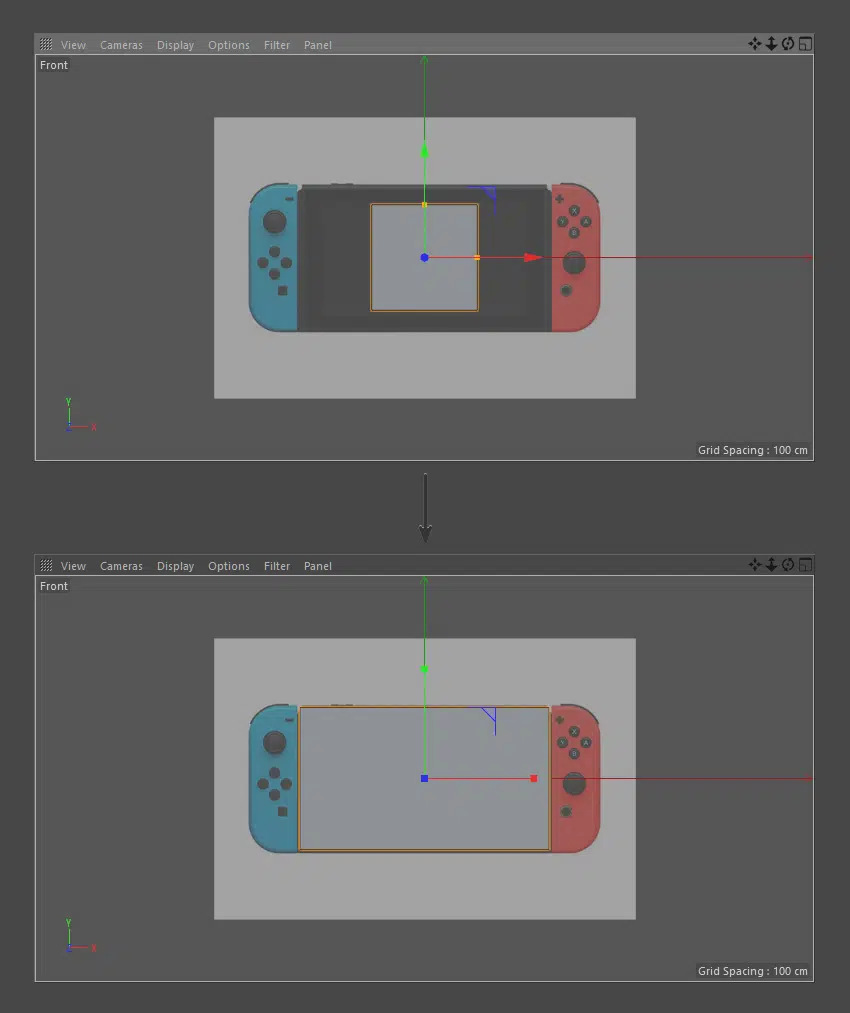 View Cameras Display Options Filter Panel
Front
X
Y A
B
Y
X
Grid Spacing : 100 cm
View Cameras Display Options Filter Panel
Front
X
Y A
B
Y
X
Grid Spacing : 100 cm